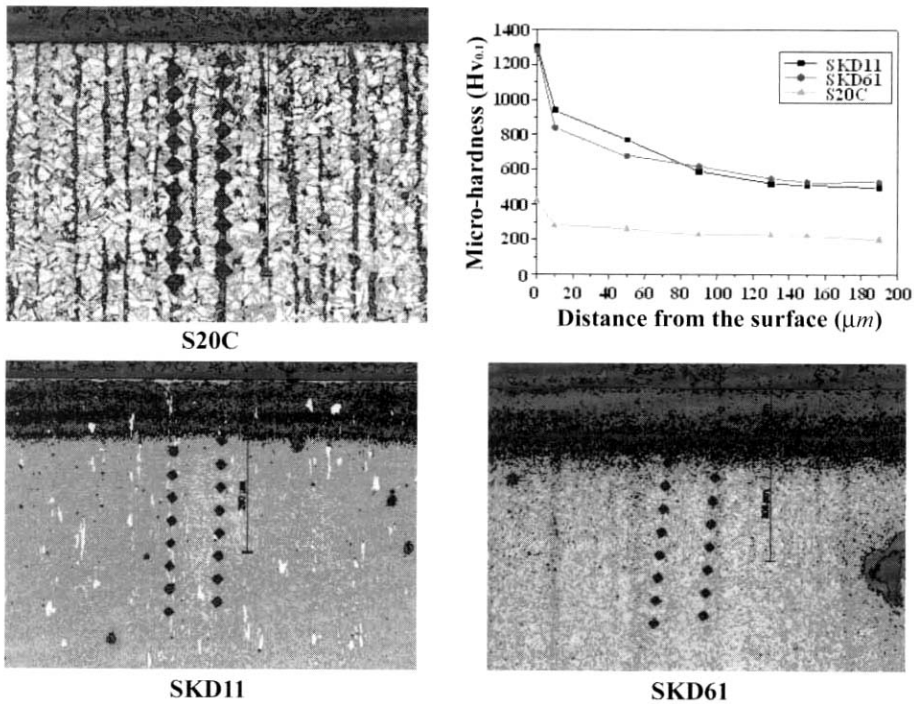 S20C
Micro-hardness (Hv₀.₁)
1400
1200
1000
800
600
400
200
0
SKD11
SKD61
S20C
0 20 40 60 80 100 120 140 160 180 200
Distance from the surface (μm)
SKD11
SKD61